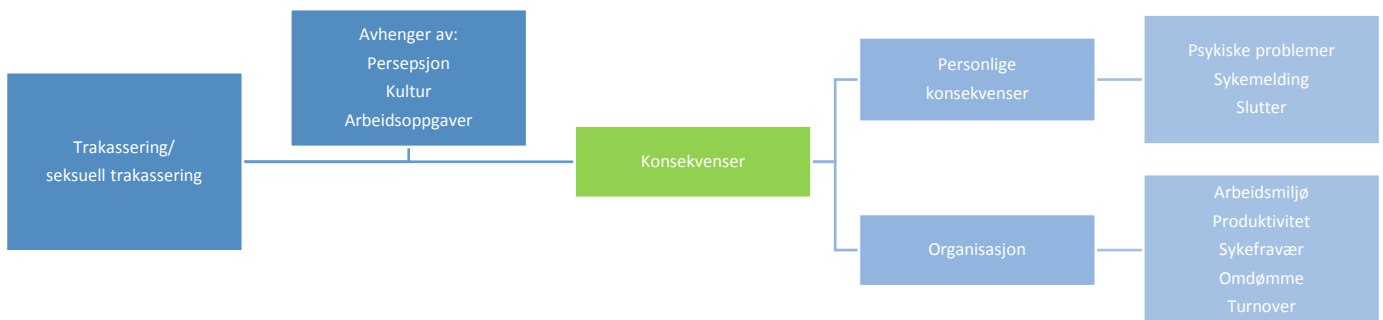 Trakassering/
seksuell trakassering
Avhenger av:
Persepsjon
Kultur
Arbeidsoppgaver
Konsekvenser
Personlige
konsekvenser
Psykiske problemer
Sykemelding
Slutter
Organisasjon
Arbeidsmiljø
Produktivitet
Sykefravær
Omdømme
Turnover